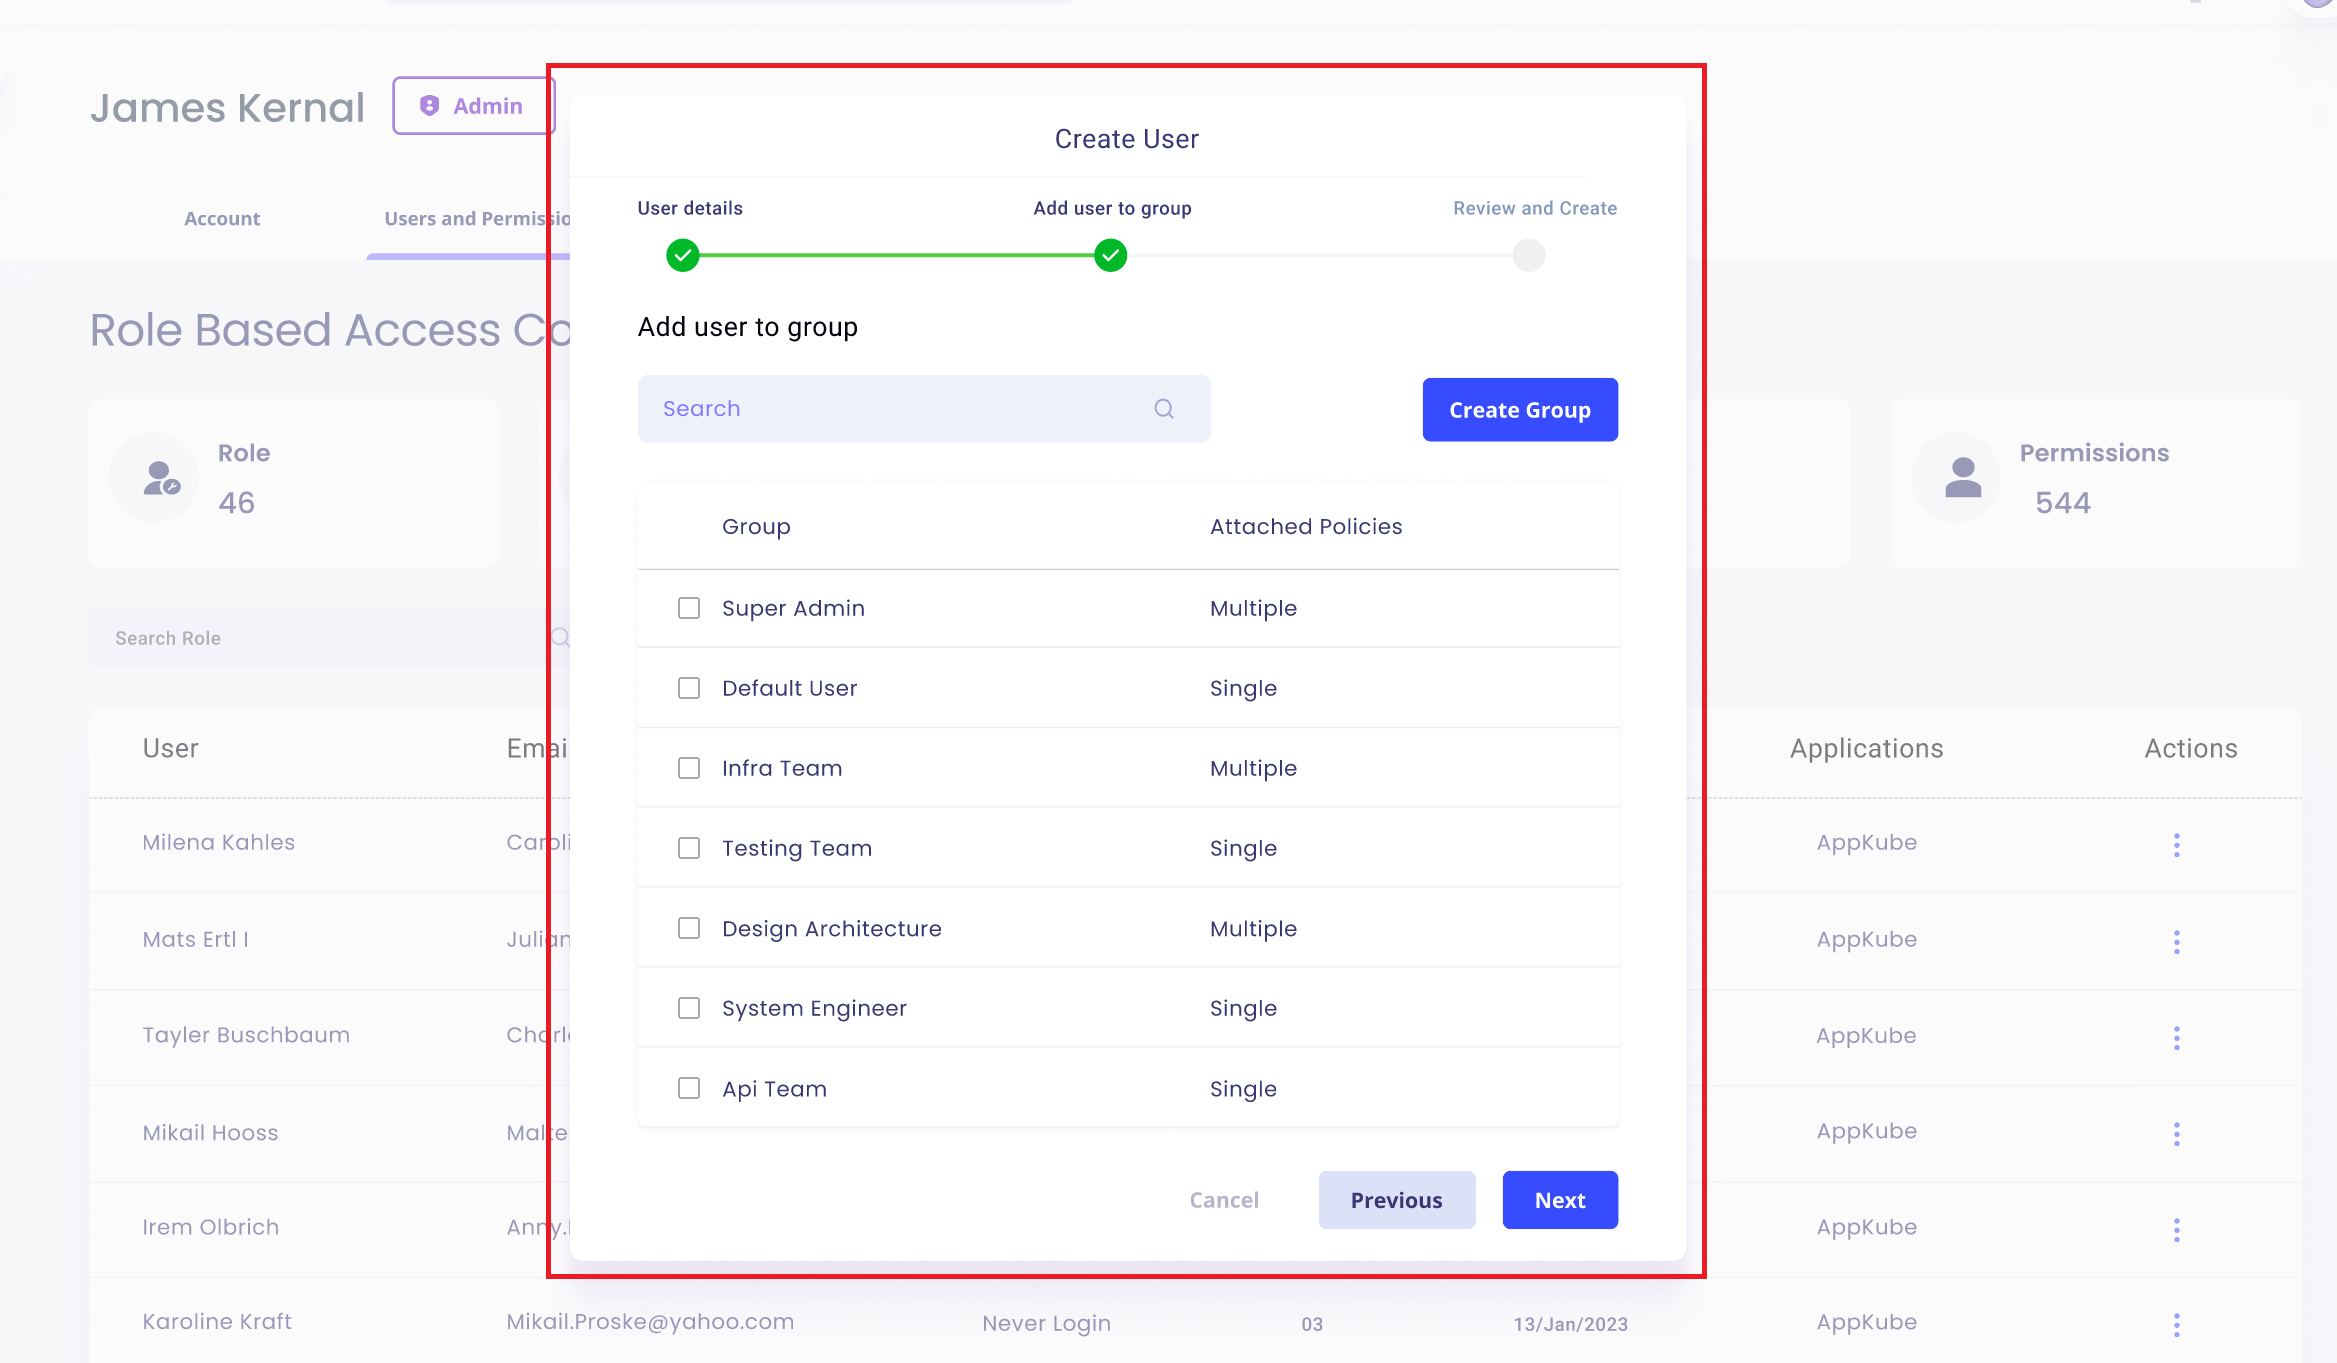 James Kernal
Admin
Create User
User details
Add user to group
Review and Create
Account
Users and Permissio
Role Based Access Co
Add user to group
Search
Create Group
Role
46
Permissions
544
Group
Attached Policies
Super Admin
Multiple
Search Role
Default User
Single
User
Emai
Infra Team
Multiple
Applications
Actions
Milena Kahles
Caroli
Testing Team
Single
AppKube
Mats Ertl I
Julian
Design Architecture
Multiple
AppKube
Tayler Buschbaum
Charle
System Engineer
Single
AppKube
Api Team
Single
Mikail Hooss
Malte
AppKube
Cancel
Previous
Next
Irem Olbrich
Anny.
AppKube
Karoline Kraft
Mikail.Proske@yahoo.com
Never Login
03
13/Jan/2023
AppKube